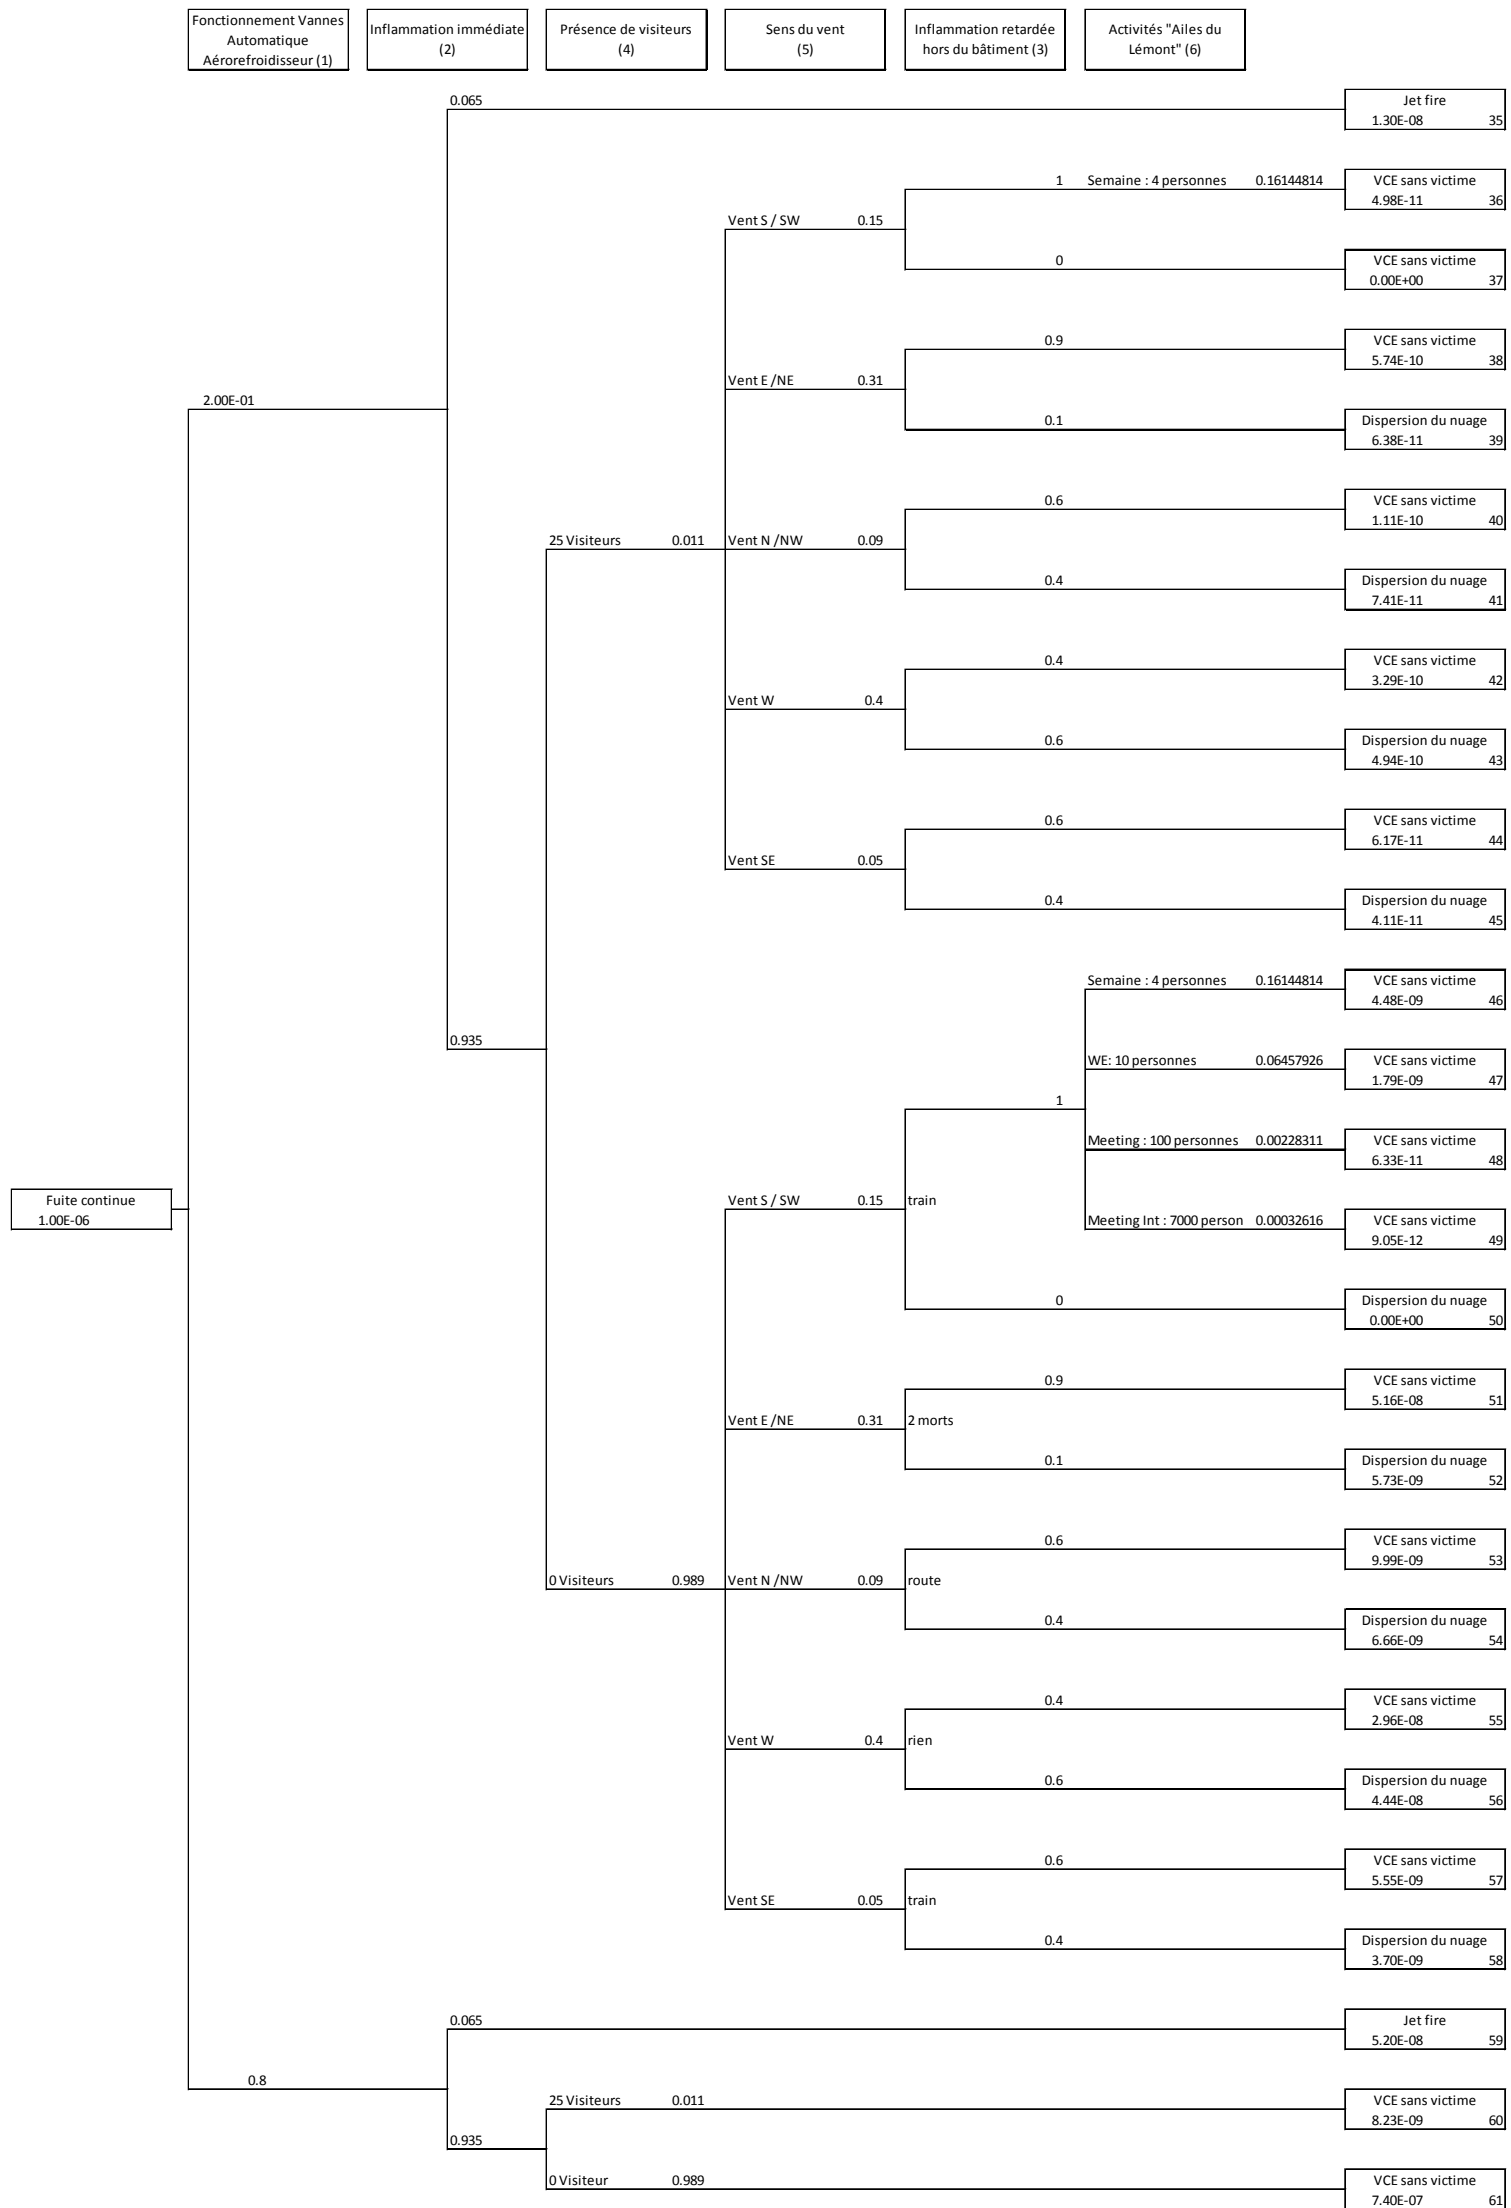 Fonctionnement Vannes
Automatique
Aérorefroidisseur (1)
Inflammation immédiate
(2)
Présence de visiteurs
(4)
Sens du vent
(5)
Inflammation retardée
hors du bâtiment (3)
Activités "Ailes du
Lémont" (6)
0.065
Jet fire
1.30E-08 35
1 Semaine : 4 personnes 0.16144814
VCE sans victime
4.98E-11 36
Vent S / SW 0.15
0
VCE sans victime
0.00E+00 37
0.9
VCE sans victime
5.74E-10 38
Vent E /NE 0.31
2.00E-01
0.1
Dispersion du nuage
6.38E-11 39
0.6
VCE sans victime
1.11E-10 40
25 Visiteurs 0.011 Vent N /NW 0.09
0.4
Dispersion du nuage
7.41E-11 41
0.4
VCE sans victime
3.29E-10 42
Vent W 0.4
0.6
Dispersion du nuage
4.94E-10 43
0.6
VCE sans victime
6.17E-11 44
Vent SE 0.05
0.4
Dispersion du nuage
4.11E-11 45
Semaine : 4 personnes 0.16144814
VCE sans victime
4.48E-09 46
0.935
WE: 10 personnes 0.06457926
VCE sans victime
1.79E-09 47
1
Meeting : 100 personnes 0.00228311
VCE sans victime
6.33E-11 48
Fuite continue
1.00E-06
Vent S / SW 0.15 train
Meeting Int : 7000 person 0.00032616
VCE sans victime
9.05E-12 49
0
Dispersion du nuage
0.00E+00 50
0.9
VCE sans victime
5.16E-08 51
Vent E /NE 0.31 2 morts
0.1
Dispersion du nuage
5.73E-09 52
0.6
VCE sans victime
9.99E-09 53
0 Visiteurs 0.989 Vent N /NW 0.09 route
0.4
Dispersion du nuage
6.66E-09 54
0.4
VCE sans victime
2.96E-08 55
Vent W 0.4 rien
0.6
Dispersion du nuage
4.44E-08 56
0.6
VCE sans victime
5.55E-09 57
Vent SE 0.05 train
0.4
Dispersion du nuage
3.70E-09 58
0.065
Jet fire
5.20E-08 59
0.8
25 Visiteurs 0.011
VCE sans victime
8.23E-09 60
0.935
0 Visiteur 0.989
VCE sans victime
7.40E-07 61